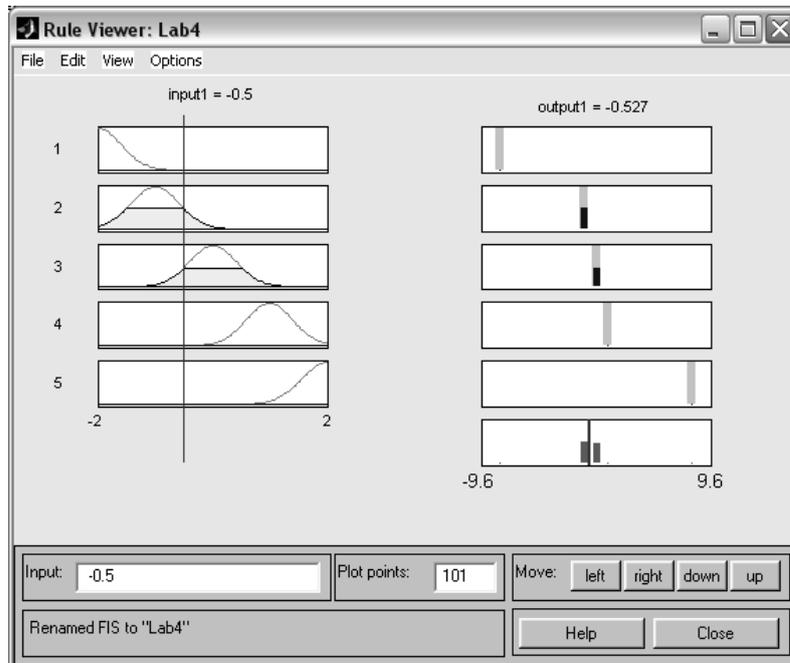 Rule Viewer: Lab4
File Edit View Options
input1 = -0.5
output1 = -0.527
1
2
3
4
5
-2 2
-9.6 9.6
Input: -0.5 Plot points: 101 Move: left right down up
Renamed FIS to "Lab4" Help Close